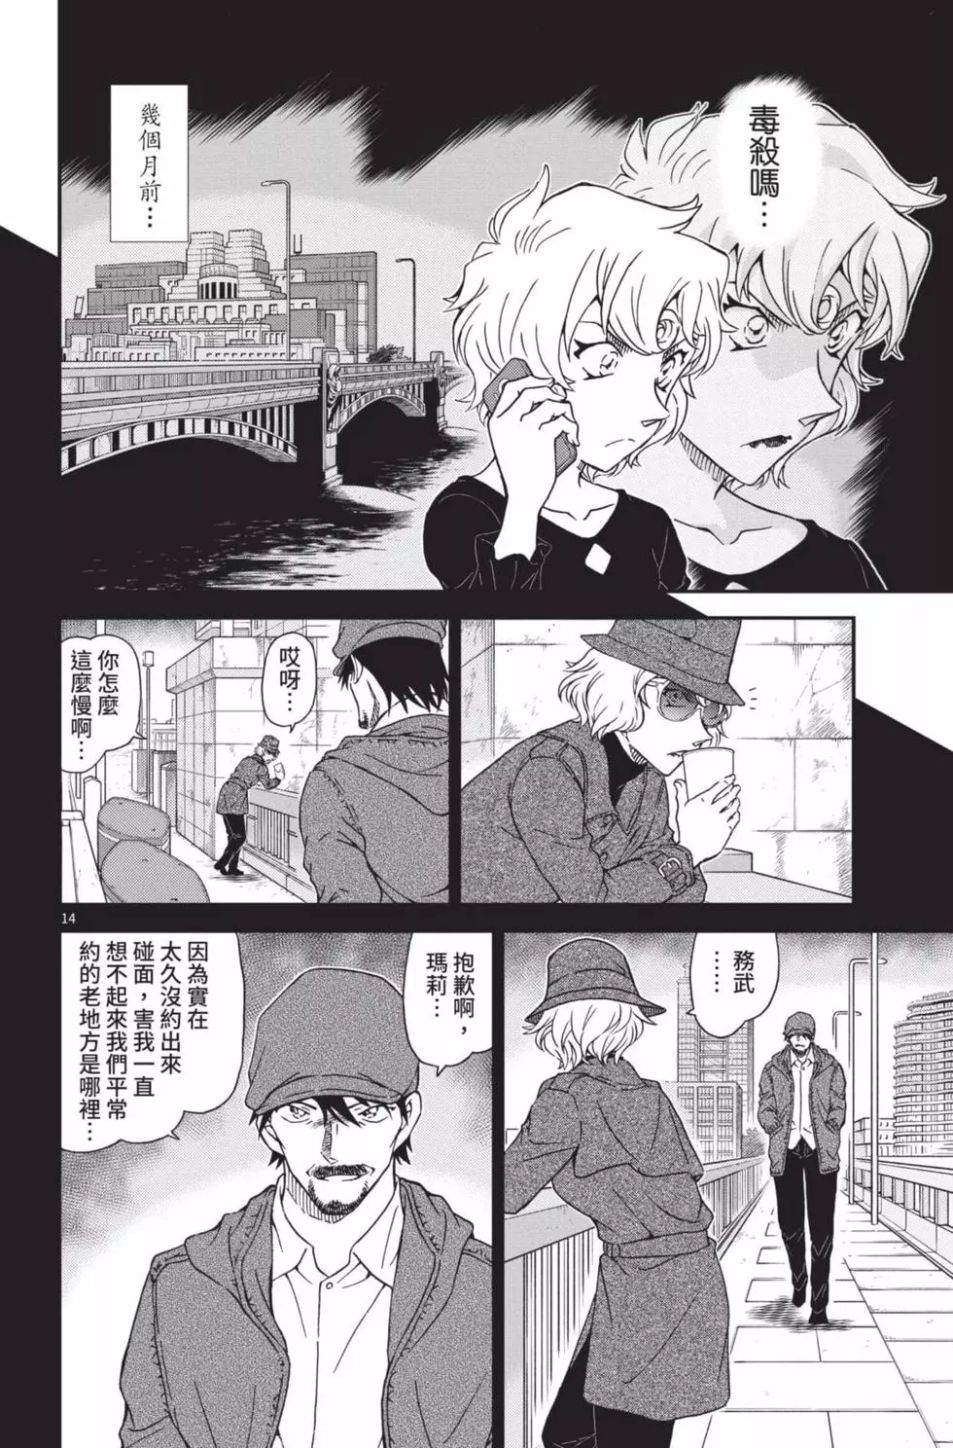 毒殺嗎…
幾個月前…
哎呀…
你怎麼
這麼慢啊…
14
務武
……
抱歉啊，
瑪莉…
因為實在
太久沒約出來
碰面，害我一直
想不起來我們平常
約的老地方是哪裡…